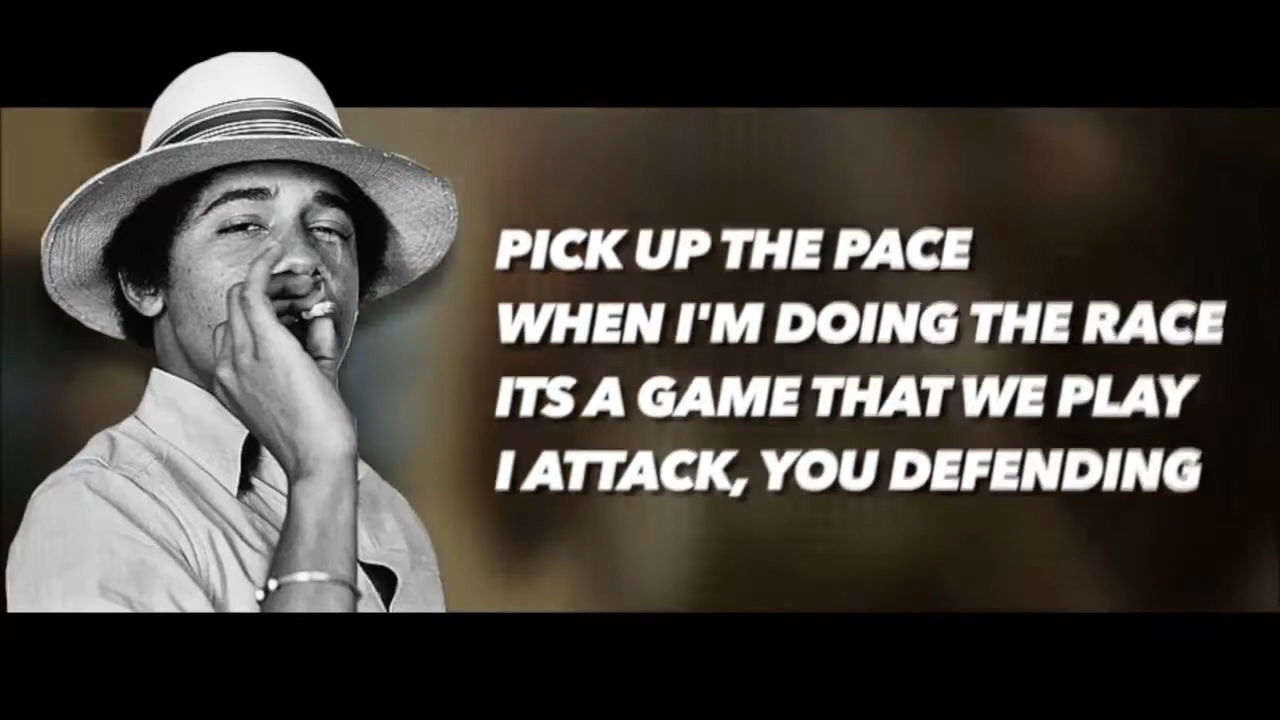 PICK UP THE PACE
WHEN I'M DOING THE RACE
ITS A GAME THAT WE PLAY
I ATTACK, YOU DEFENDING